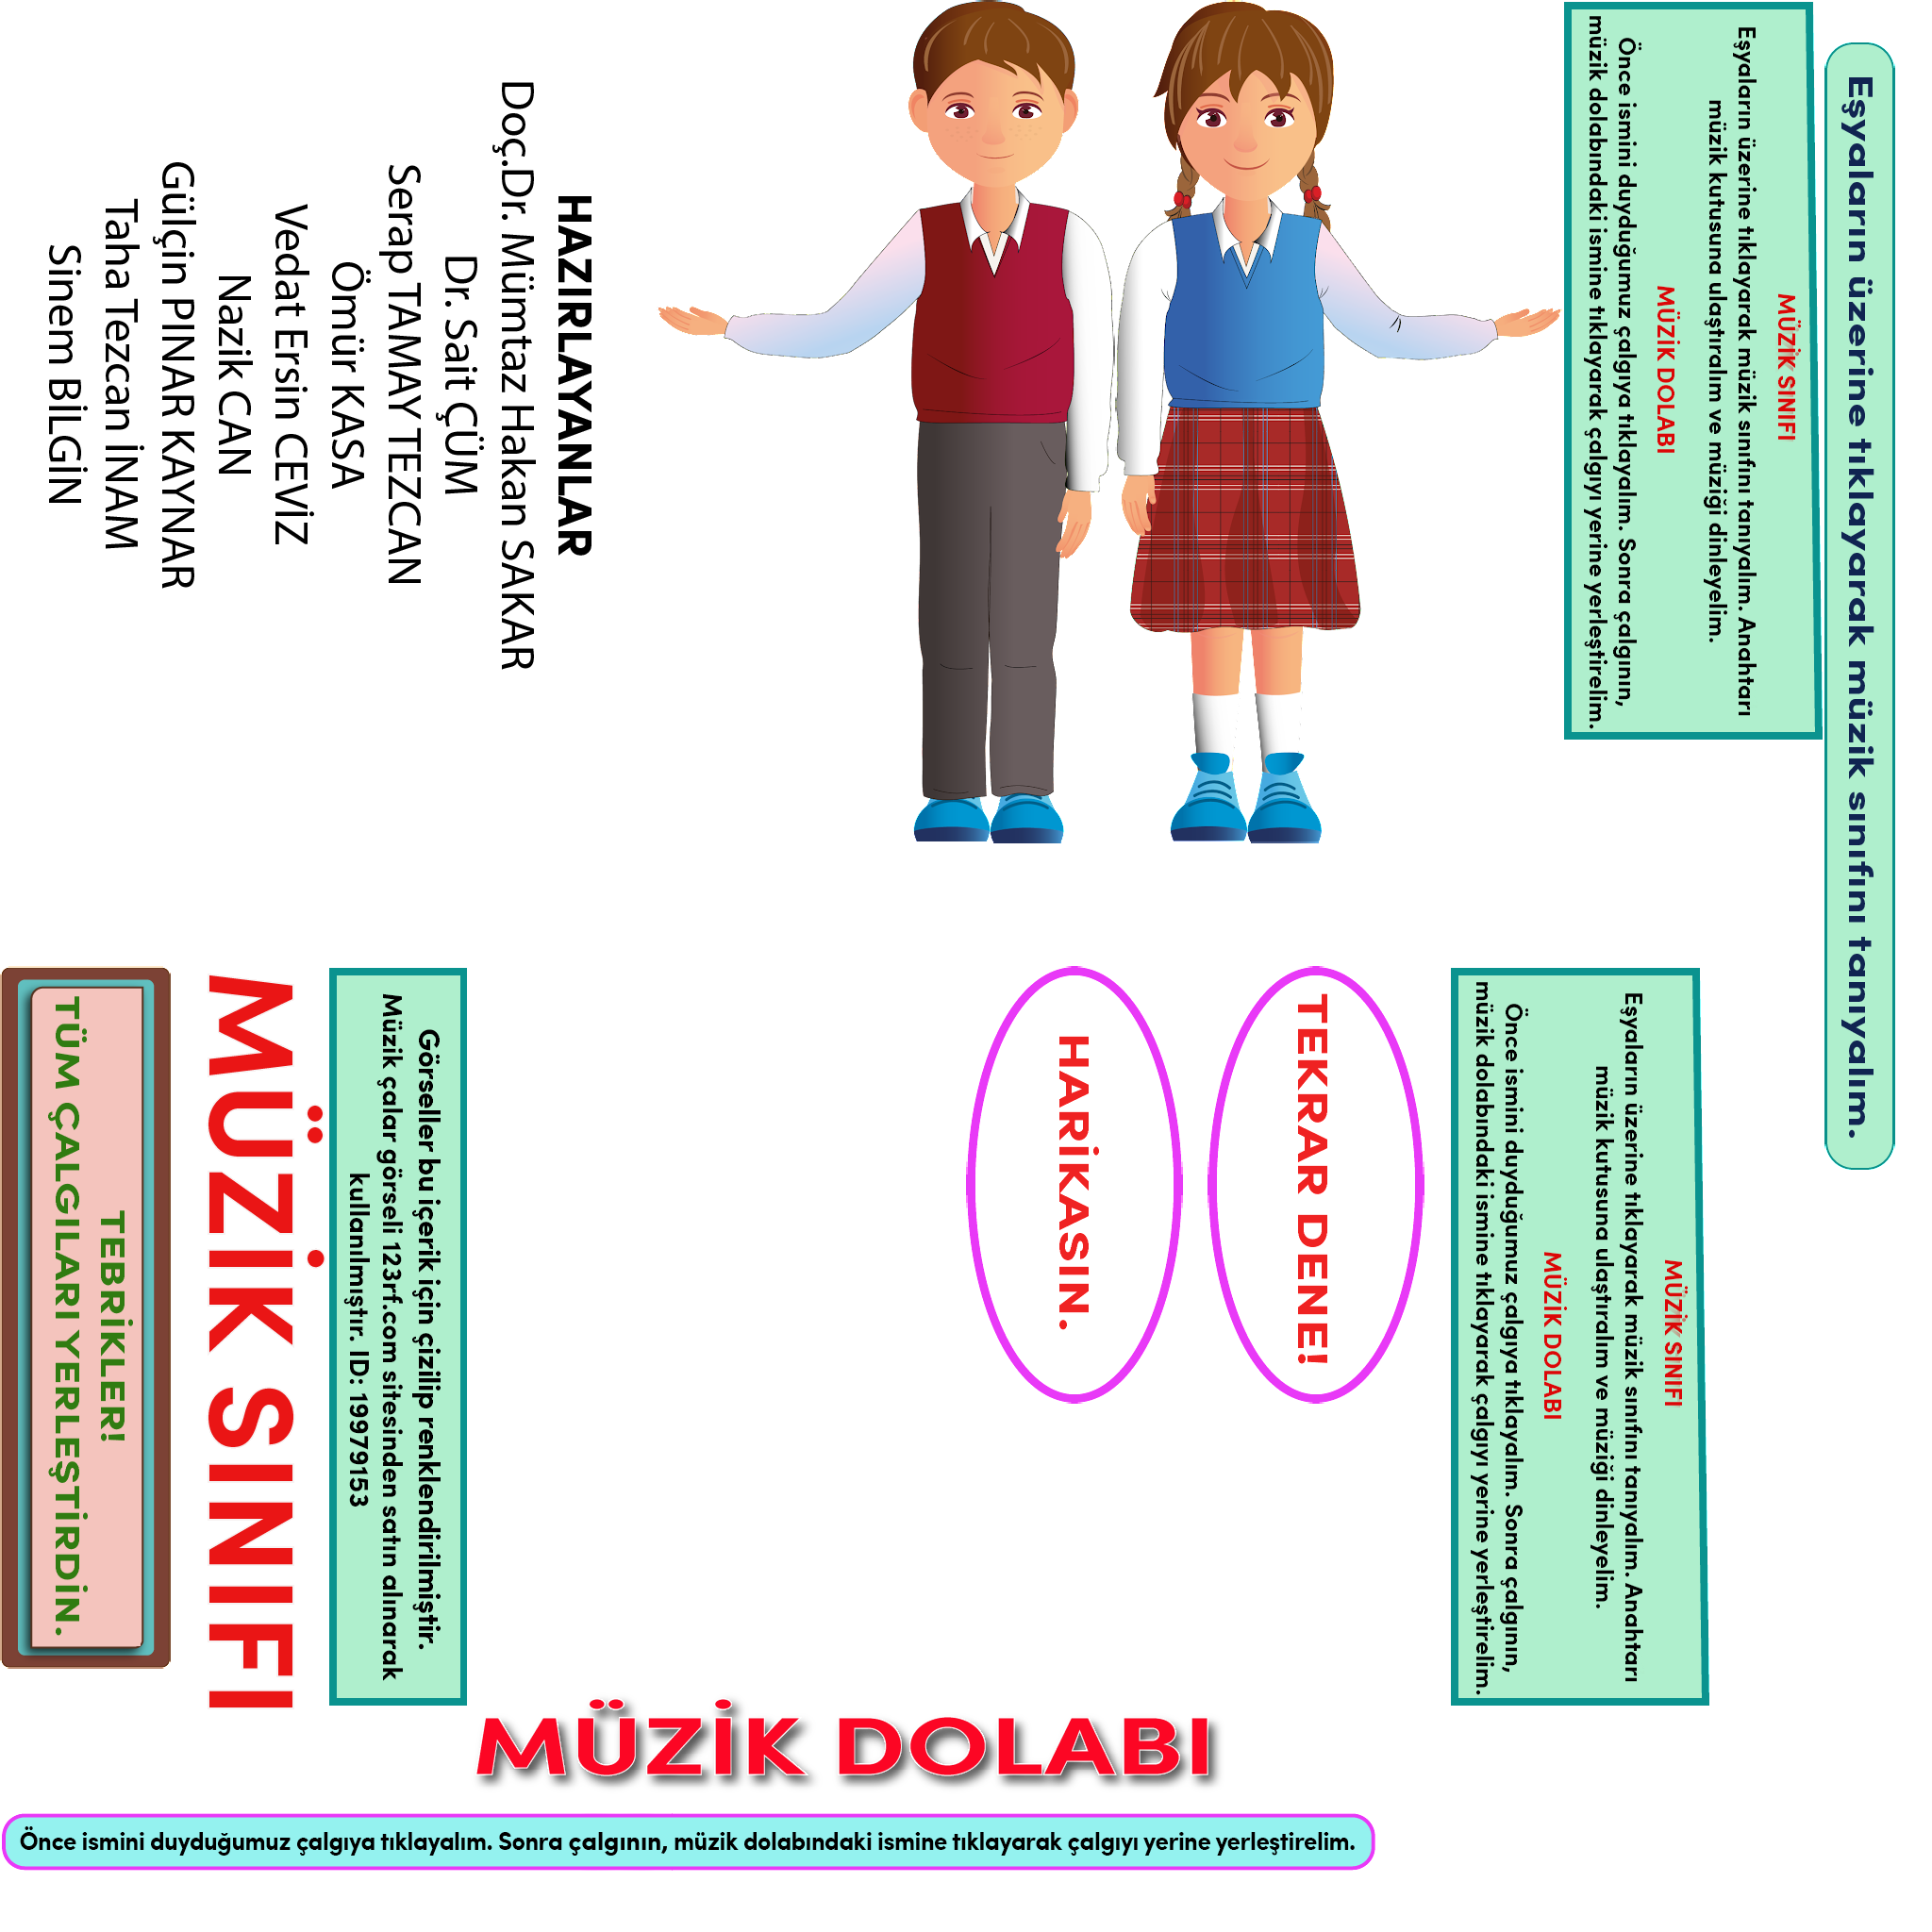 HAZIRLAYANLAR
Doç.Dr. Mümtaz Hakan SAKAR
Dr. Sait ÇÜM
Serap TAMAY TEZCAN
Ömür KASA
Vedat Ersin CEVİZ
Nazik CAN
Gülçin PINAR KAYNAR
Taha Tezcan İNAM
Sinem BİLGİN
Eşyaların üzerine tıklayarak müzik sınıfını tanıyalım.
MÜZİK SINIFI
Eşyaların üzerine tıklayarak müzik sınıfını tanıyalım. Anahtarı
müzik kutusuna ulaştıralım ve müziği dinleyelim.
MÜZİK DOLABI
Önce ismini duyduğumuz çalgıya tıklayalım. Sonra çalgının,
müzik dolabındaki ismine tıklayarak çalgıyı yerine yerleştirelim.
MÜZİK SINIFI
Eşyaların üzerine tıklayarak müzik sınıfını tanıyalım. Anahtarı
müzik kutusuna ulaştıralım ve müziği dinleyelim.
MÜZİK DOLABI
Önce ismini duyduğumuz çalgıya tıklayalım. Sonra çalgının,
müzik dolabındaki ismine tıklayarak çalgıyı yerine yerleştirelim.
TEKRAR DENE!
HARİKASIN.
Görseller bu içerik için çizilip renklendirilmiştir.
Müzik çalar görseli 123rf.com sitesinden satın alınarak
kullanılmıştır. ID: 19979153
MÜZİK SINIFI
TEBRİKLER!
TÜM ÇALGILARI YERLEŞTİRDİN.
MÜZİK DOLABI
Önce ismini duyduğumuz çalgıya tıklayalım. Sonra çalgının, müzik dolabındaki ismine tıklayarak çalgıyı yerine yerleştirelim.